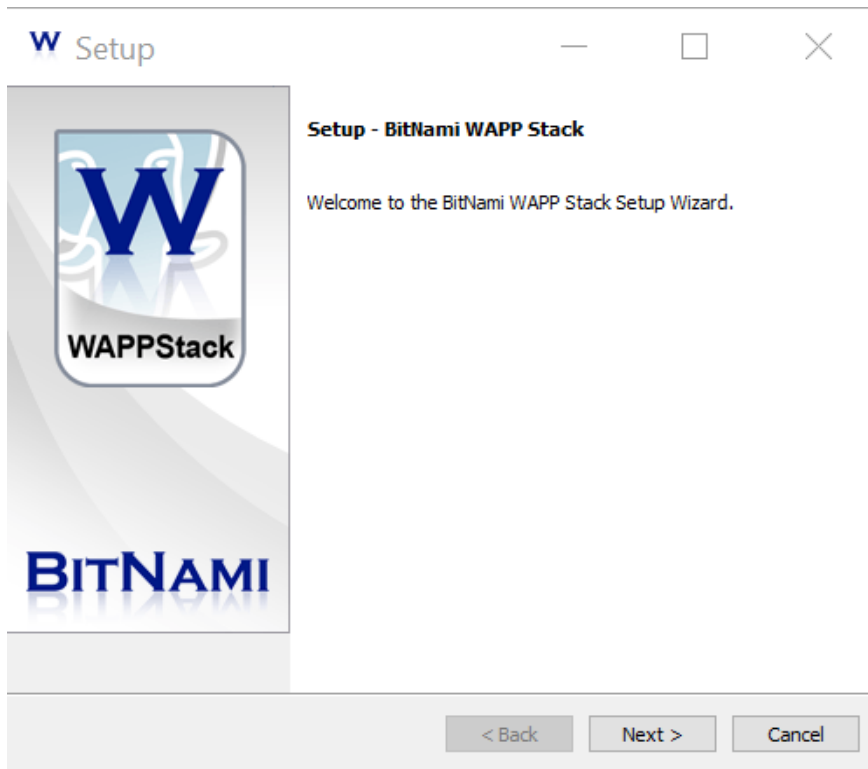 W Setup
Setup - BitNami WAPP Stack
Welcome to the BitNami WAPP Stack Setup Wizard.
W
WAPPStack
BITNAMI
< Back
Next >
Cancel